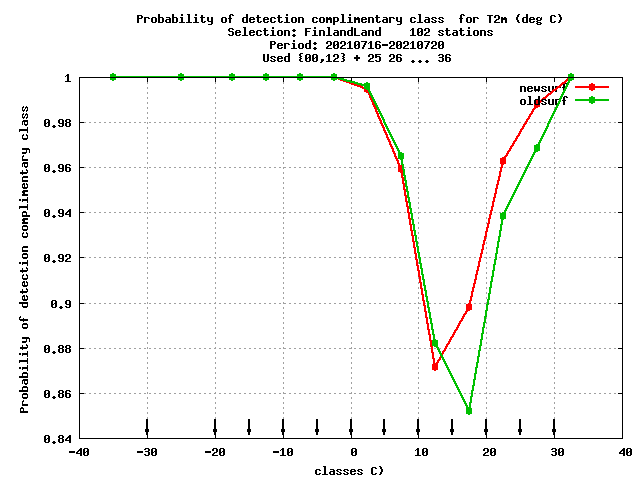 Probability of detection complimentary class  for T2m (deg C)
Selection: FinlandLand    102 stations
Period: 20210716-20210720
Used {00,12} + 25 26 ... 36
newsurf
oldsurf
Probability of detection complimentary class
1
0.98
0.96
0.94
0.92
0.9
0.88
0.86
0.84
-40 -30 -20 -10 0 10 20 30 40
classes C)